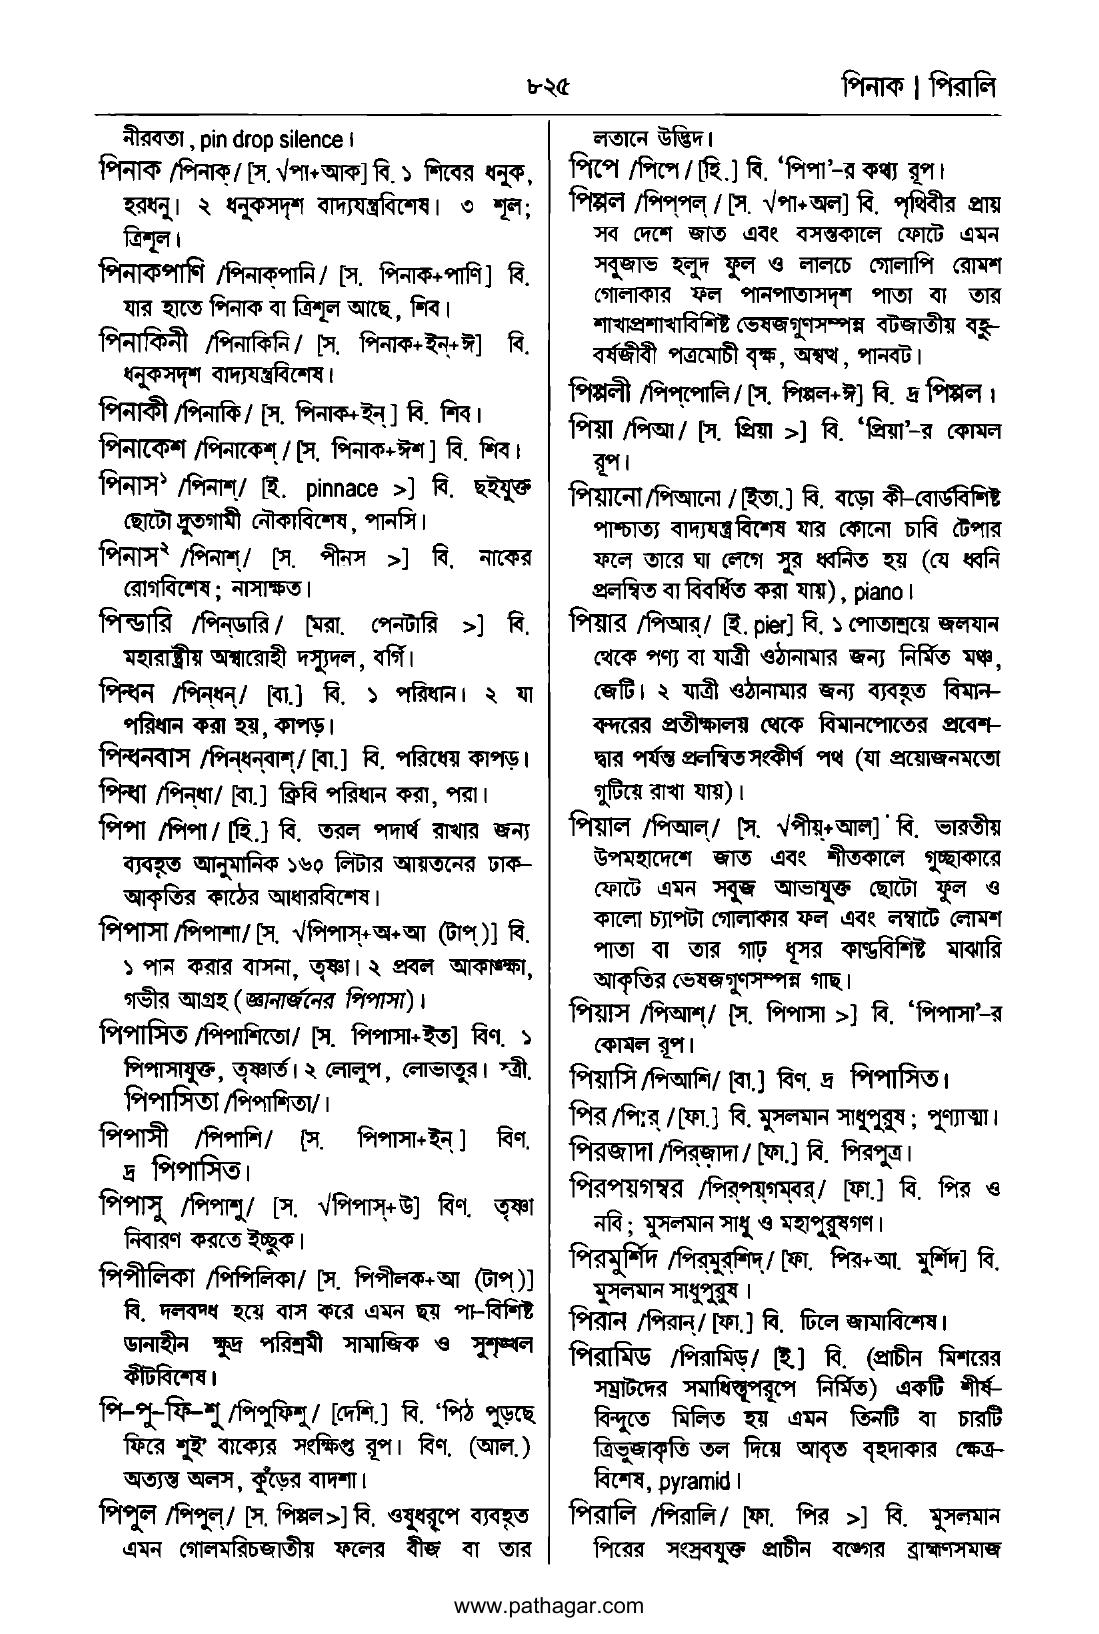 ৮২৫
পিনাক | পিরালি
নীরবতা, pin drop silence।
পিনাক /পিনাক্/ [স. √পা+আক] বি. ১ শিবের ধনুক,
হরধনু। ২ ধনুকসদৃশ বাদ্যযন্ত্রবিশেষ। ৩ শূল;
ত্রিশূল।
পিনাকপাণি /পিনাক্‌পানি/ [স. পিনাক+পাণি] বি.
যার হাতে পিনাক বা ত্রিশূল আছে, শিব।
পিনাকিনী /পিনাকিনি/ [স. পিনাক+ইন্+ঈ] বি.
ধনুকসদৃশ বাদ্যযন্ত্রবিশেষ।
পিনাকী /পিনাকি/ [স. পিনাক+ইন্] বি. শিব।
পিনাকেশ /পিনাকেশ্/ [স. পিনাক+ঈশ] বি. শিব।
পিনাস¹ /পিনাশ্/ [ই. pinnace >] বি. ছইযুক্ত
ছোটো দ্রুতগামী নৌকাবিশেষ, পানসি।
পিনাস২ /পিনাশ্/ [স. পীনস >] বি. নাকের
রোগবিশেষ; নাসাক্ষত।
পিন্ডারি /পিন্‌ডারি/ [মরা. পেনটারি >] বি.
মহারাষ্ট্রীয় অশ্বারোহী দস্যুদল, বর্গি।
পিন্ধন /পিন্‌ধন্/ [বা.] বি. ১ পরিধান। ২ যা
পরিধান করা হয়, কাপড়।
পিন্ধনবাস /পিন্‌ধন্‌বাশ্/ [বা.] বি. পরিধেয় কাপড়।
পিন্ধা /পিন্‌ধা/ [বা.] ক্রিবি পরিধান করা, পরা।
পিপা /পিপা/ [হি.] বি. তরল পদার্থ রাখার জন্য
ব্যবহৃত আনুমানিক ১৬০ লিটার আয়তনের ঢাক-
আকৃতির কাঠের আধারবিশেষ।
পিপাসা /পিপাশা/ [স. √পিপাস্+অ+আ (টাপ্)] বি.
১ পান করার বাসনা, তৃষ্ণা। ২ প্রবল আকাঙ্ক্ষা,
গভীর আগ্রহ (জ্ঞানার্জনের পিপাসা)।
পিপাসিত /পিপাশিতো/ [স. পিপাসা+ইত] বিণ. ১
পিপাসাযুক্ত, তৃষ্ণার্ত। ২ লোলুপ, লোভাতুর। স্ত্রী.
পিপাসিতা /পিপাশিতা/।
পিপাসী /পিপাশি/ [স. পিপাসা+ইন্] বিণ.
দ্র পিপাসিত।
পিপাসু /পিপাশু/ [স. √পিপাস্+উ] বিণ. তৃষ্ণা
নিবারণ করতে ইচ্ছুক।
পিপীলিকা /পিপিলিকা/ [স. পিপীলক+আ (টাপ্)]
বি. দলবদ্ধ হয়ে বাস করে এমন ছয় পা-বিশিষ্ট
ডানাহীন ক্ষুদ্র পরিশ্রমী সামাজিক ও সুশৃঙ্খল
কীটবিশেষ।
পি-পু-ফি-শু /পিপুফিশু/ [দেশি.] বি. ‘পিঠ পুড়ছে
ফিরে শুই’ বাক্যের সংক্ষিপ্ত রূপ। বিণ. (আল.)
অত্যন্ত অলস, কুঁড়ের বাদশা।
পিপুল /পিপুল্/ [স. পিপ্পল>] বি. ওষুধরূপে ব্যবহৃত
এমন গোলমরিচজাতীয় ফলের বীজ বা তার
লতানে উদ্ভিদ।
পিপে /পিপে/ [হি.] বি. ‘পিপা’-র কথ্য রূপ।
পিপ্পল /পিপ্‌পল্/ [স. √পা+অল] বি. পৃথিবীর প্রায়
সব দেশে জাত এবং বসন্তকালে ফোটে এমন
সবুজাভ হলুদ ফুল ও লালচে গোলাপি রোমশ
গোলাকার ফল পানপাতাসদৃশ পাতা বা তার
শাখাপ্রশাখাবিশিষ্ট ভেষজগুণসম্পন্ন বটজাতীয় বহু-
বর্ষজীবী পত্রমোচী বৃক্ষ, অশ্বত্থ, পানবট।
পিপ্পলী /পিপ্‌পোলি/ [স. পিপ্পল+ঈ] বি. দ্র পিপ্পল।
পিয়া /পিআ/ [স. প্রিয়া >] বি. ‘প্রিয়া’-র কোমল
রূপ।
পিয়ানো /পিআনো/ [ইতা.] বি. বড়ো কী-বোর্ডবিশিষ্ট
পাশ্চাত্য বাদ্যযন্ত্রবিশেষ যার কোনো চাবি টেপার
ফলে তারে ঘা লেগে সুর ধ্বনিত হয় (যে ধ্বনি
প্রলম্বিত বা বিবর্ধিত করা যায়), piano।
পিয়ার /পিআর্/ [ই. pier] বি. ১ পোতাশ্রয়ে জলযান
থেকে পণ্য বা যাত্রী ওঠানামার জন্য নির্মিত মঞ্চ,
জেটি। ২ যাত্রী ওঠানামার জন্য ব্যবহৃত বিমান-
বন্দরের প্রতীক্ষালয় থেকে বিমানপোতের প্রবেশ-
দ্বার পর্যন্ত প্রলম্বিত সংকীর্ণ পথ (যা প্রয়োজনমতো
গুটিয়ে রাখা যায়)।
পিয়াল /পিআল্/ [স. √পীয়্+আল] বি. ভারতীয়
উপমহাদেশে জাত এবং শীতকালে গুচ্ছাকারে
ফোটে এমন সবুজ আভাযুক্ত ছোটো ফুল ও
কালো চ্যাপটা গোলাকার ফল এবং লম্বাটে লোমশ
পাতা বা তার গাঢ় ধূসর কাণ্ডবিশিষ্ট মাঝারি
আকৃতির ভেষজগুণসম্পন্ন গাছ।
পিয়াস /পিআশ্/ [স. পিপাসা >] বি. ‘পিপাসা’-র
কোমল রূপ।
পিয়াসি /পিআশি/ [বা.] বিণ. দ্র পিপাসিত।
পির /পি:র্/ [ফা.] বি. মুসলমান সাধুপুরুষ; পুণ্যাত্মা।
পিরজাদা /পির্‌জ়াদা/ [ফা.] বি. পিরপুত্র।
পিরপয়গম্বর /পির্‌পয়্‌গম্‌বর্/ [ফা.] বি. পির ও
নবি; মুসলমান সাধু ও মহাপুরুষগণ।
পিরমুর্শিদ /পির্‌মুর্‌শিদ্/ [ফা. পির+আ. মুর্শিদ] বি.
মুসলমান সাধুপুরুষ।
পিরান /পিরান্/ [ফা.] বি. ঢিলে জামাবিশেষ।
পিরামিড /পিরামিড্/ [ই.] বি. (প্রাচীন মিশরের
সম্রাটদের সমাধিস্তূপরূপে নির্মিত) একটি শীর্ষ-
বিন্দুতে মিলিত হয় এমন তিনটি বা চারটি
ত্রিভুজাকৃতি তল দিয়ে আবৃত বৃহদাকার ক্ষেত্র-
বিশেষ, pyramid।
পিরালি /পিরালি/ [ফা. পির >] বি. মুসলমান
পিরের সংস্রবযুক্ত প্রাচীন বঙ্গের ব্রাহ্মণসমাজ
www.pathagar.com